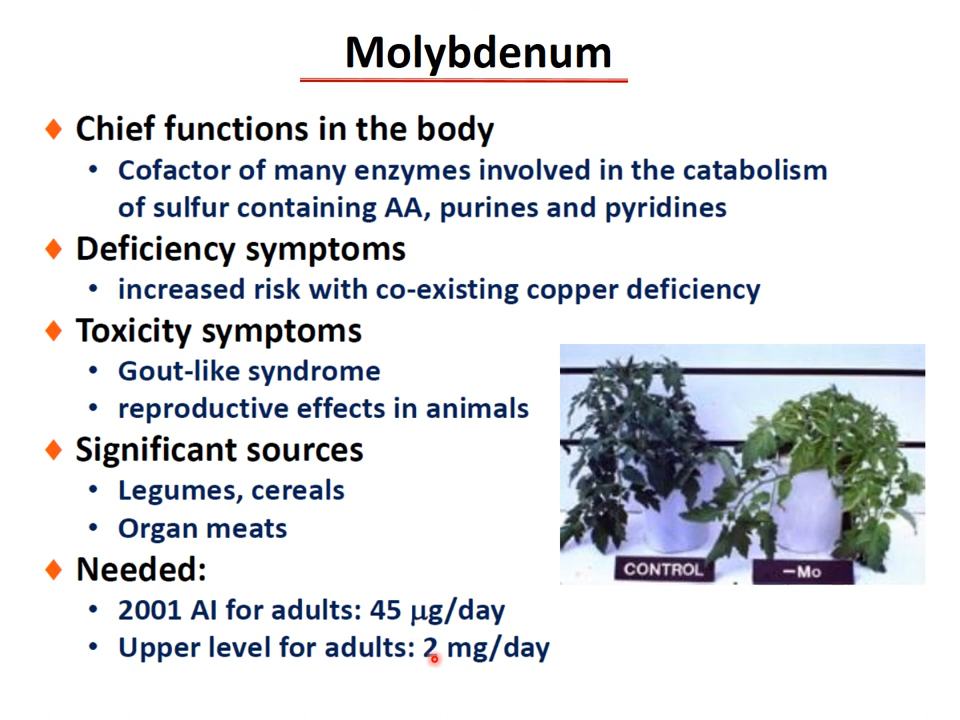 Molybdenum
Chief functions in the body
Cofactor of many enzymes involved in the catabolism
of sulfur containing AA, purines and pyridines
Deficiency symptoms
increased risk with co-existing copper deficiency
Toxicity symptoms
Gout-like syndrome
reproductive effects in animals
Significant sources
Legumes, cereals
Organ meats
Needed:
2001 AI for adults: 45 μg/day
Upper level for adults: 2 mg/day
CONTROL
−Mo